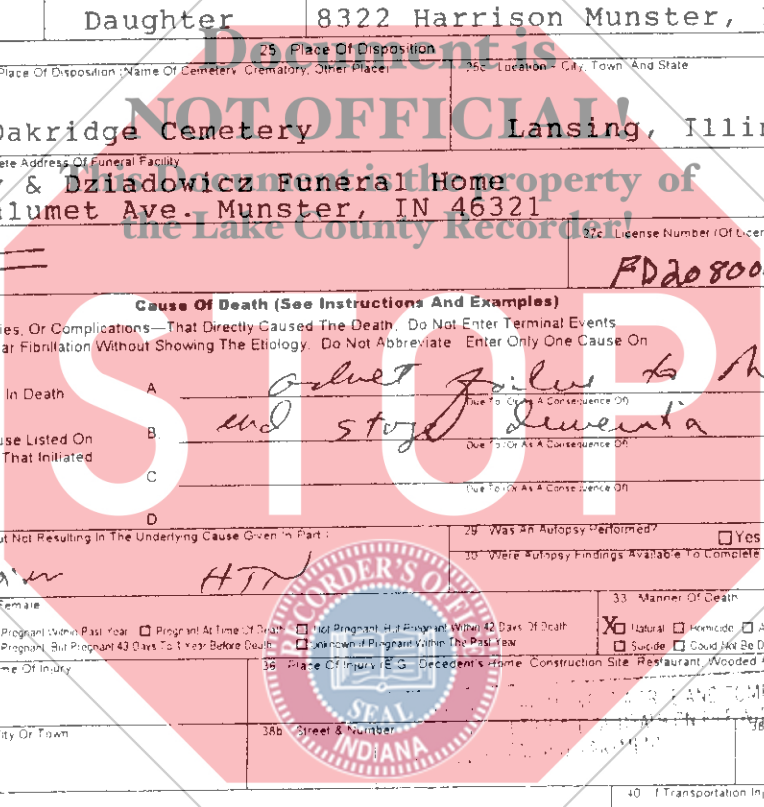 Daughter 8322 Harrison Munster,
Document is
25 Place Of Disposition
Place Of Disposition (Name Of Cemetery, Crematory, Other Place) 25c Location - City, Town And State
NOT OFFICIAL!
Oakridge Cemetery Lansing, Illin
ete Address Of Funeral Facility
This Document is the property of
& Dziadowicz Funeral Home
lumet Ave. Munster, IN 46321
the Lake County Recorder!
27c License Number (Of Licen
FD20800
STOP
Cause Of Death (See Instructions And Examples)
ies, Or Complications—That Directly Caused The Death. Do Not Enter Terminal Events
ar Fibrillation Without Showing The Etiology. Do Not Abbreviate Enter Only One Cause On
In Death A
adult failure to
Due To (Or As A Consequence Of)
use Listed On B. end stage dementia
That Initiated
Due To (Or As A Consequence Of)
C
Due To (Or As A Consequence Of)
D
ut Not Resulting In The Underlying Cause Given In Part I 29 Was An Autopsy Performed? Yes
30 Were Autopsy Findings Available To Complete
HTN
RECORDER'S OFFICE
Female 33 Manner Of Death
Pregnant Within Past Year Pregnant At Time Of Death Not Pregnant But Pregnant Within 42 Days Of Death X Natural Homicide A
Pregnant But Pregnant 43 Days To 1 Year Before Death Unknown If Pregnant Within The Past Year Suicide Could Not Be D
me Of Injury 36 Place Of Injury (E G Decedent's Home Construction Site Restaurant, Wooded A
SEAL
ity Or Town 38b Street & Number 38
INDIANA
40 If Transportation Inj